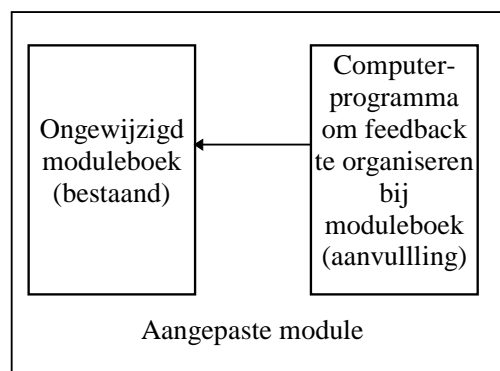 Ongewijzigd
moduleboek
(bestaand)
Computer-
programma
om feedback
te organiseren
bij
moduleboek
(aanvullling)
Aangepaste module